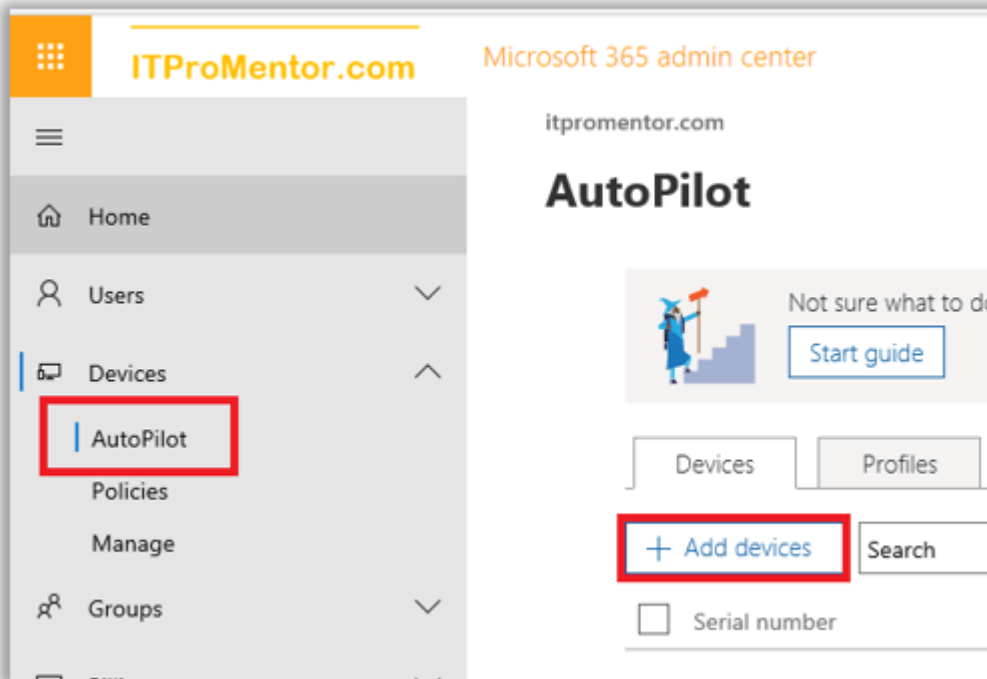 ITProMentor.com
Microsoft 365 admin center
itpromentor.com
AutoPilot
Home
Users
Devices
AutoPilot
Policies
Manage
Groups
Not sure what to do
Start guide
Devices
Profiles
+ Add devices
Search
Serial number